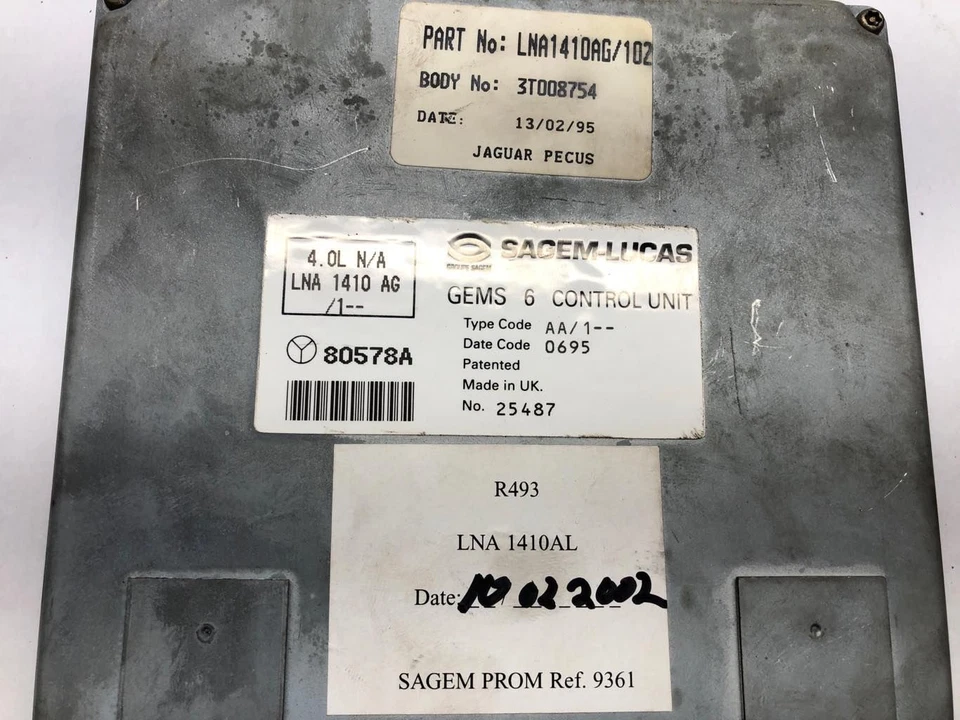 PART No: LNA1410AG/102
BODY No: 3T008754
DATE: 13/02/95
JAGUAR PECUS
4.0L N/A
LNA 1410 AG
/1--
80578A
GROUPE SAGEM
SAGEM-LUCAS
GEMS 6 CONTROL UNIT
Type Code AA/1--
Date Code 0695
Patented
Made in UK.
No. 25487
R493
LNA 1410AL
Date: 10 02 2002
SAGEM PROM Ref. 9361